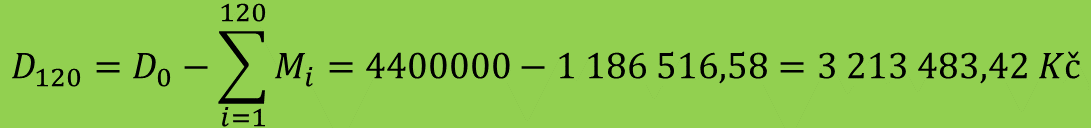 D₁₂₀ = D₀ − ∑_{i=1}^{120} Mᵢ = 4400000 − 1 186 516,58 = 3 213 483,42 Kč